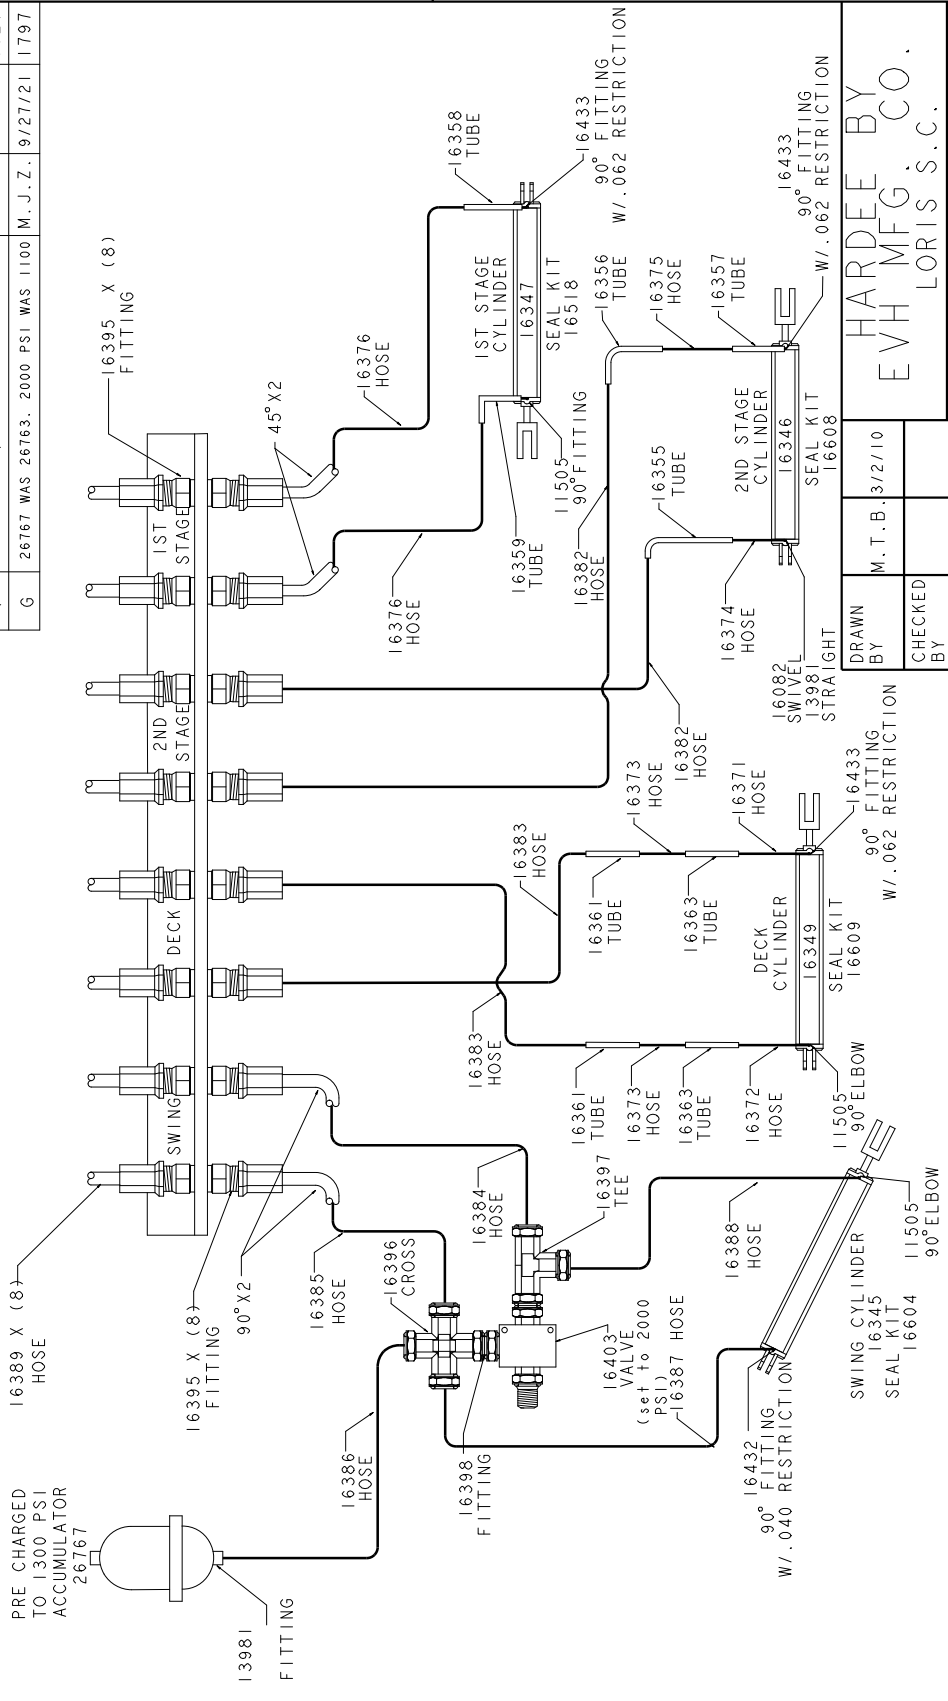 G 26767 WAS 26763. 2000 PSI WAS 1100 M.J.Z. 9/27/21 1797
PRE CHARGED
TO 1300 PSI
ACCUMULATOR
26767
13981
FITTING
16389 X (8)
HOSE
16395 X (8)
FITTING
90°X2
SWING
DECK
2ND
STAGE
1ST
STAGE
16395 X (8)
FITTING
45°X2
16386
HOSE
16385
HOSE
16396
CROSS
16398
FITTING
16384
HOSE
16397
TEE
16403
VALVE
(set to 2000
PSI)
16387 HOSE
16388
HOSE
16432
90° FITTING
W/.040 RESTRICTION
SWING CYLINDER
16345
SEAL KIT
16604
11505
90°ELBOW
16383
HOSE
16383
HOSE
16361
TUBE
16373
HOSE
16363
TUBE
16372
HOSE
11505
90°ELBOW
16361
TUBE
16363
TUBE
16373
HOSE
16371
HOSE
DECK
CYLINDER
16349
SEAL KIT
16609
16433
90° FITTING
W/.062 RESTRICTION
16382
HOSE
16382
HOSE
16355
TUBE
16374
HOSE
16082
SWIVEL
13981
STRAIGHT
16356
TUBE
16375
HOSE
16357
TUBE
2ND STAGE
CYLINDER
16346
SEAL KIT
16608
16433
90° FITTING
W/.062 RESTRICTION
16376
HOSE
16376
HOSE
16359
TUBE
11505
90°FITTING
16358
TUBE
1ST STAGE
CYLINDER
16347
SEAL KIT
16518
16433
90° FITTING
W/.062 RESTRICTION
DRAWN
BY
M.T.B. 3/2/10
CHECKED
BY
HARDEE BY
EVH MFG. CO.
LORIS S.C.